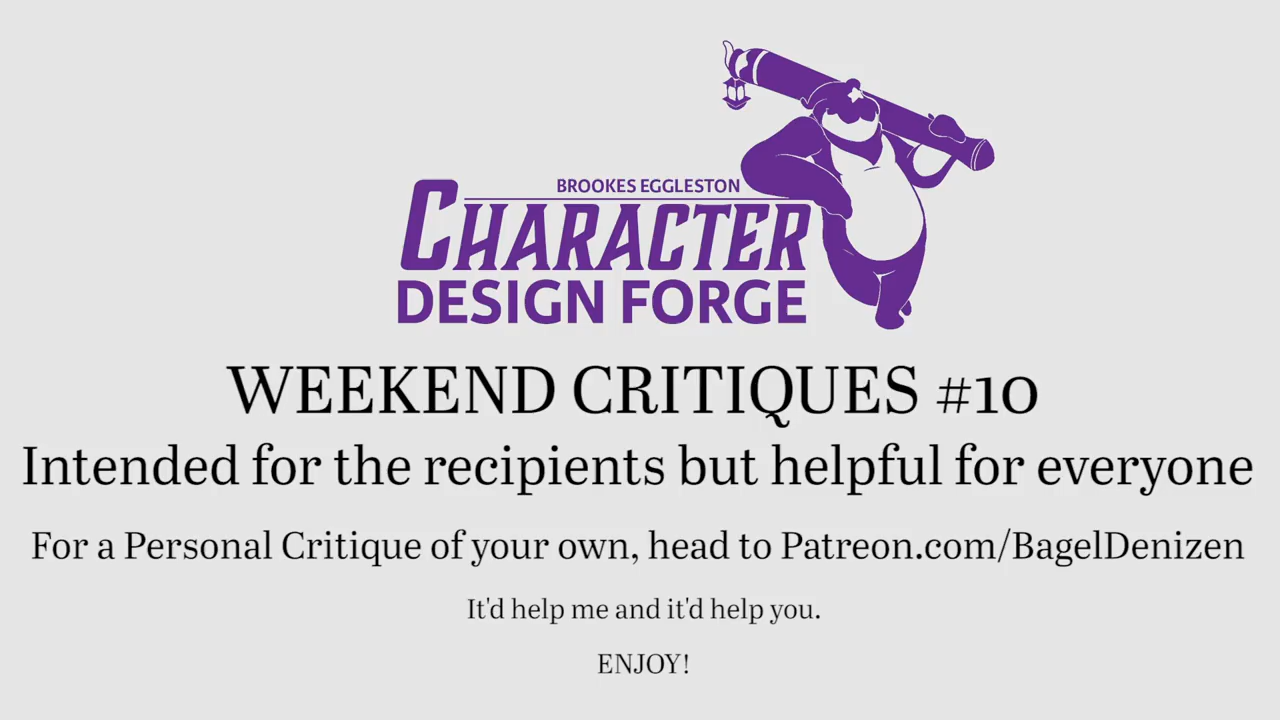 BROOKES EGGLESTON
CHARACTER
DESIGN FORGE
WEEKEND CRITIQUES #10
Intended for the recipients but helpful for everyone
For a Personal Critique of your own, head to Patreon.com/BagelDenizen
It'd help me and it'd help you.
ENJOY!